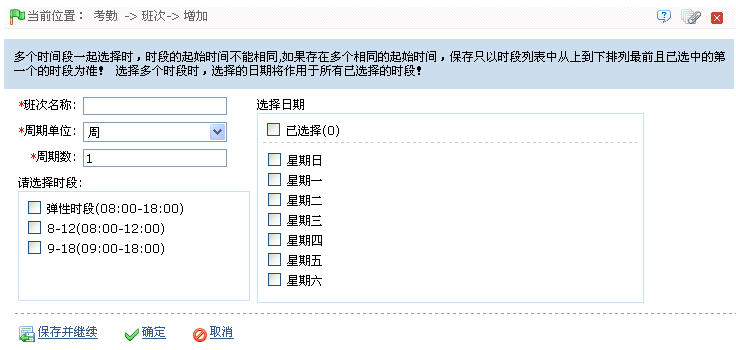 当前位置： 考勤 -> 班次-> 增加
多个时间段一起选择时，时段的起始时间不能相同,如果存在多个相同的起始时间，保存只以时段列表中从上到下排列最前且已选中的第
一个的时段为准！ 选择多个时段时，选择的日期将作用于所有已选择的时段！
*班次名称:
*周期单位: 周
*周期数: 1
请选择时段:
弹性时段(08:00-18:00)
8-12(08:00-12:00)
9-18(09:00-18:00)
选择日期
已选择(0)
星期日
星期一
星期二
星期三
星期四
星期五
星期六
保存并继续 确定 取消